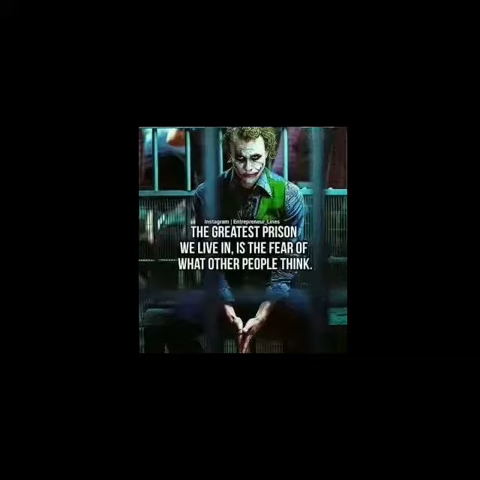 Instagram | Entrepreneur_Lines
THE GREATEST PRISON
WE LIVE IN, IS THE FEAR OF
WHAT OTHER PEOPLE THINK.